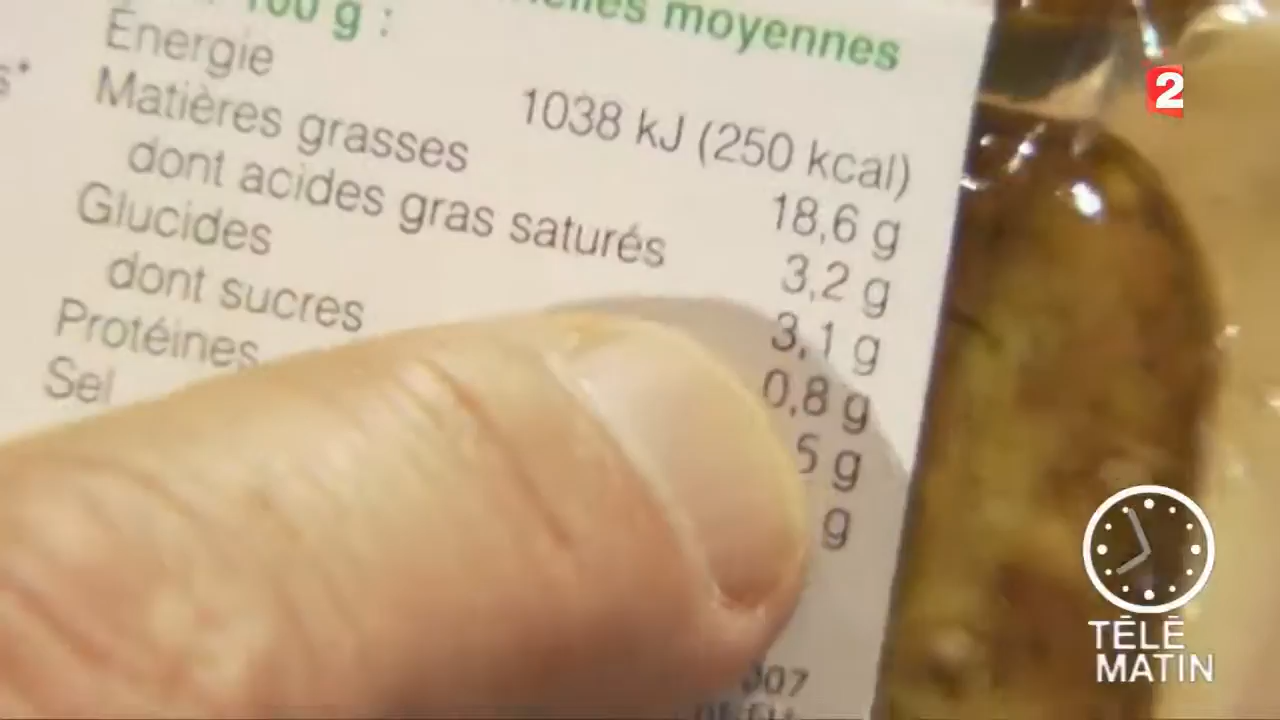 100 g :
moyennes
Énergie
1038 kJ (250 kcal)
Matières grasses
18,6 g
dont acides gras saturés
3,2 g
Glucides
3,1 g
dont sucres
0,8 g
Protéines
5 g
Sel
g
007
2
TÉLÉ
MATIN